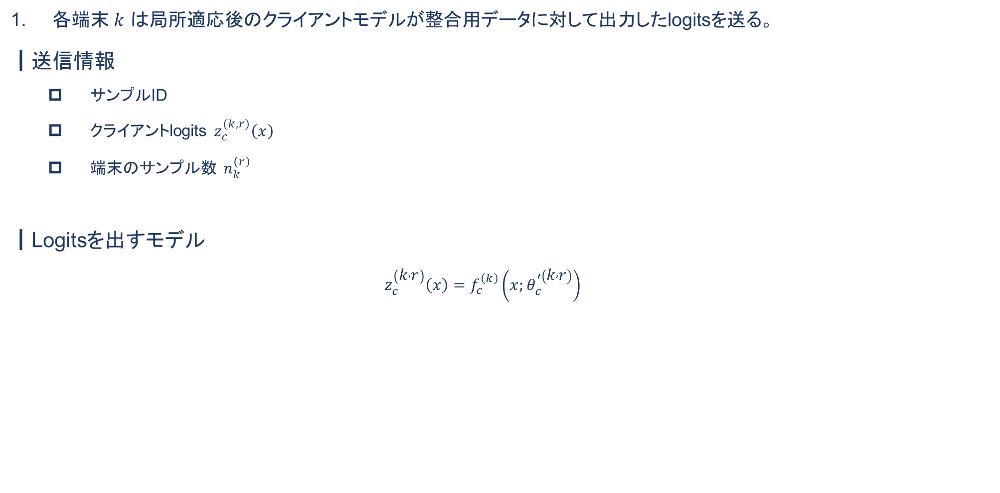 1. 各端末 k は局所適応後のクライアントモデルが整合用データに対して出力したlogitsを送る。
送信情報
サンプルID
クライアントlogits z_c^{(k,r)}(x)
端末のサンプル数 n_k^{(r)}
Logitsを出すモデル
z_c^{(k,r)}(x) = f_c^{(k)}(x; θ_c'^{(k,r)})